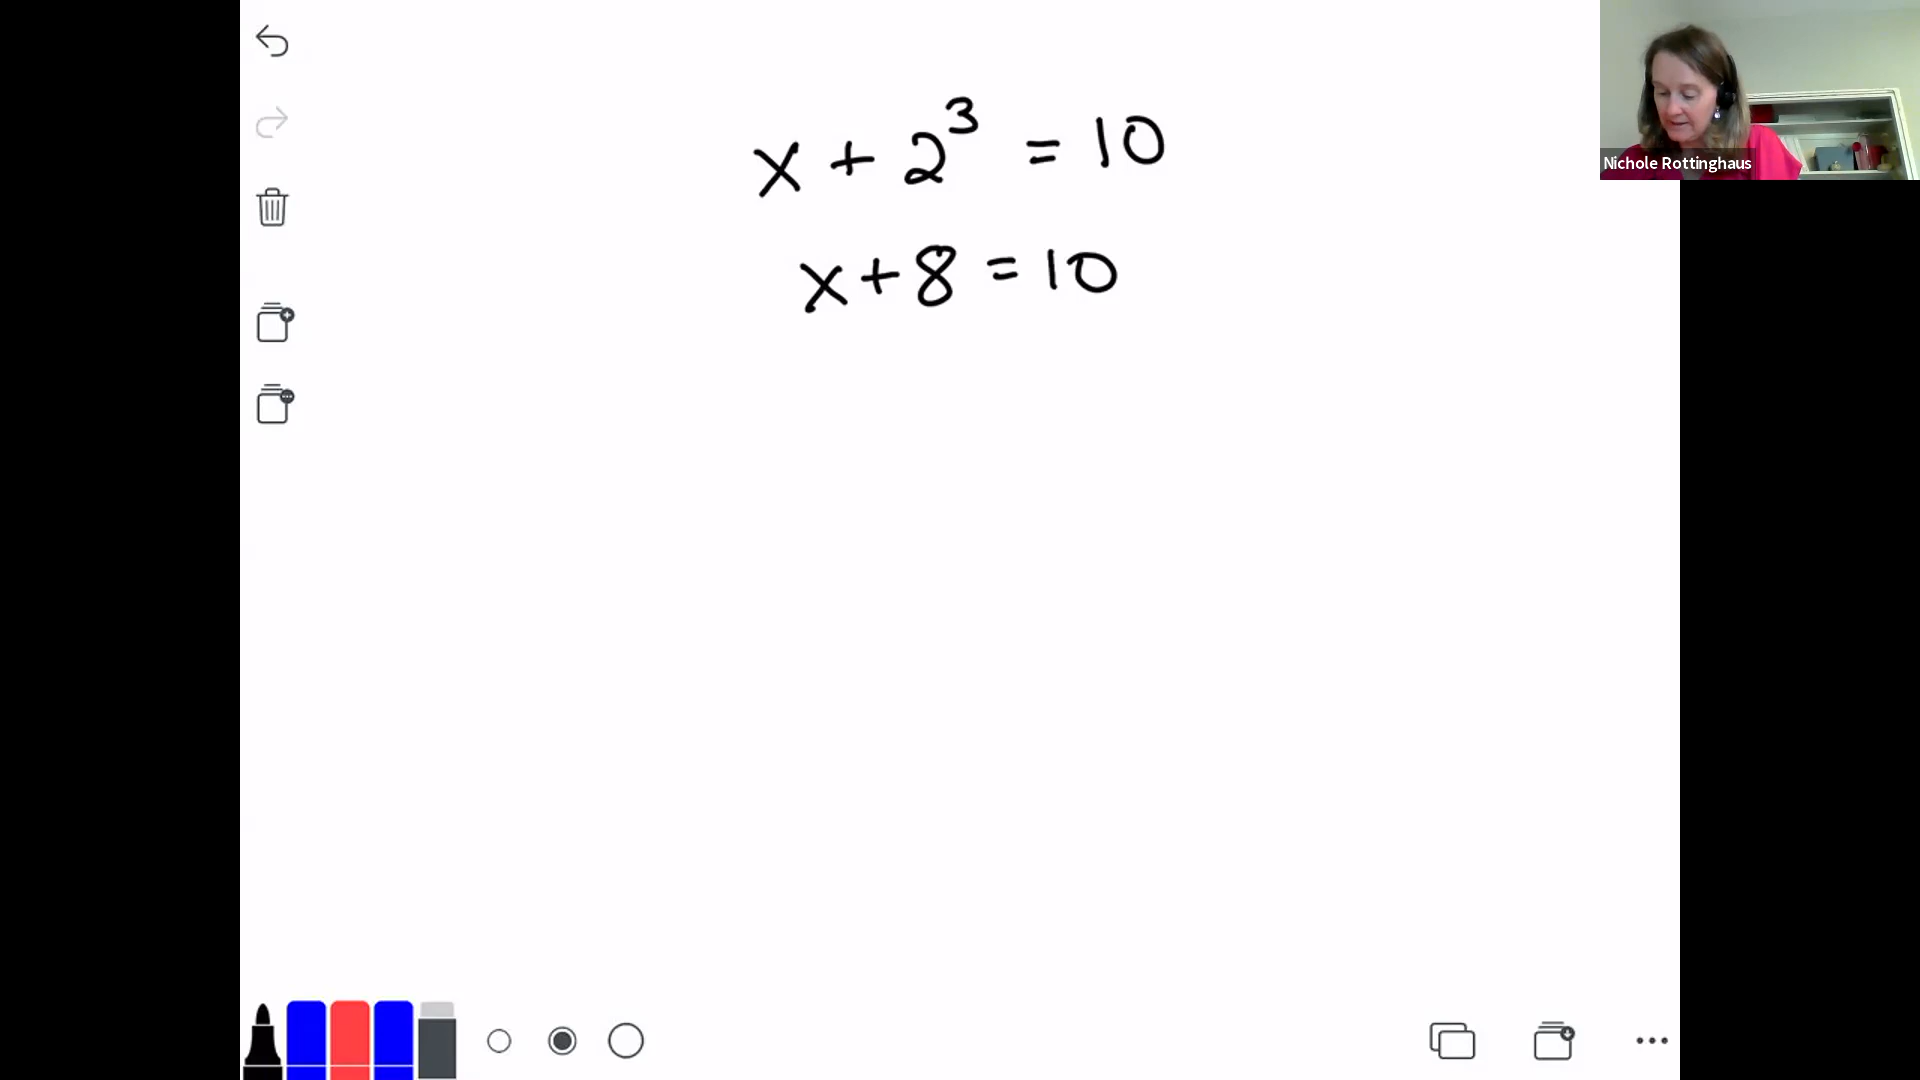 x + 2³ = 10
x + 8 = 10
Nichole Rottinghaus